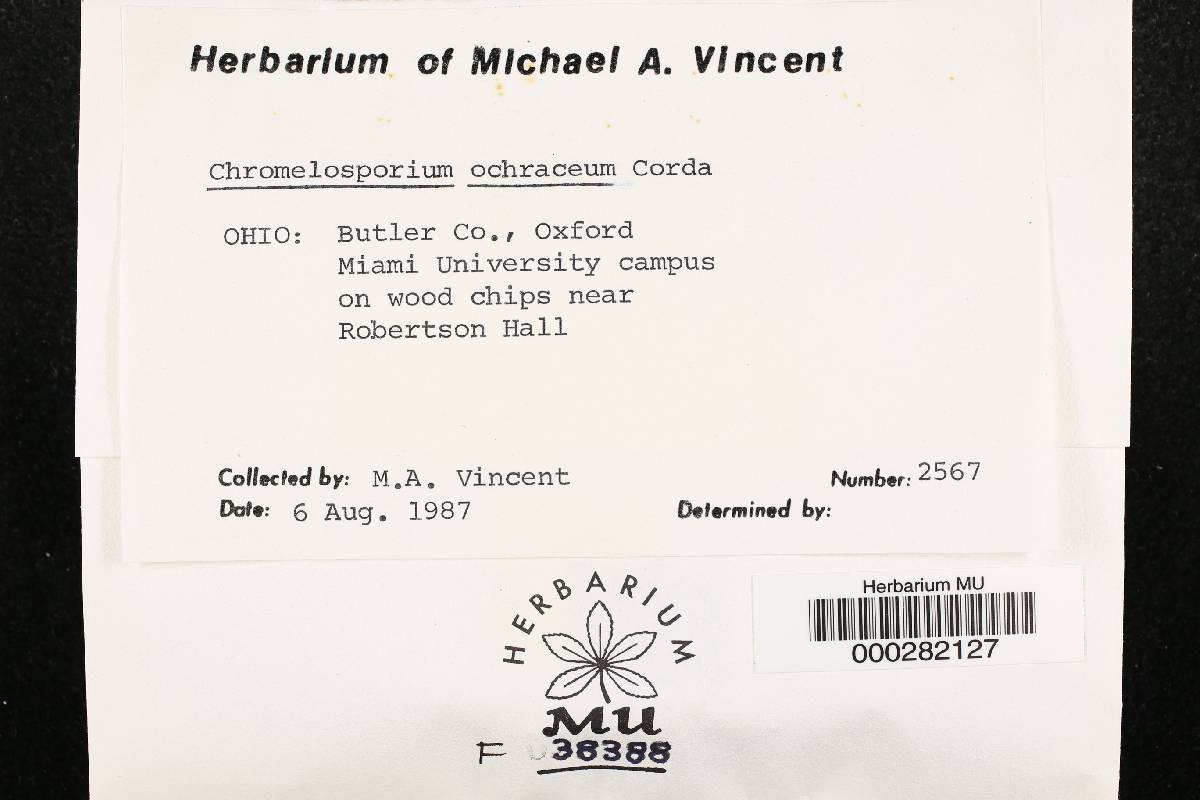 Herbarium of Michael A. Vincent
Chromelosporium ochraceum Corda
OHIO: Butler Co., Oxford
Miami University campus
on wood chips near
Robertson Hall
Collected by: M.A. Vincent
Number: 2567
Date: 6 Aug. 1987
Determined by:
HERBARIUM
MU
F 38388
Herbarium MU
000282127